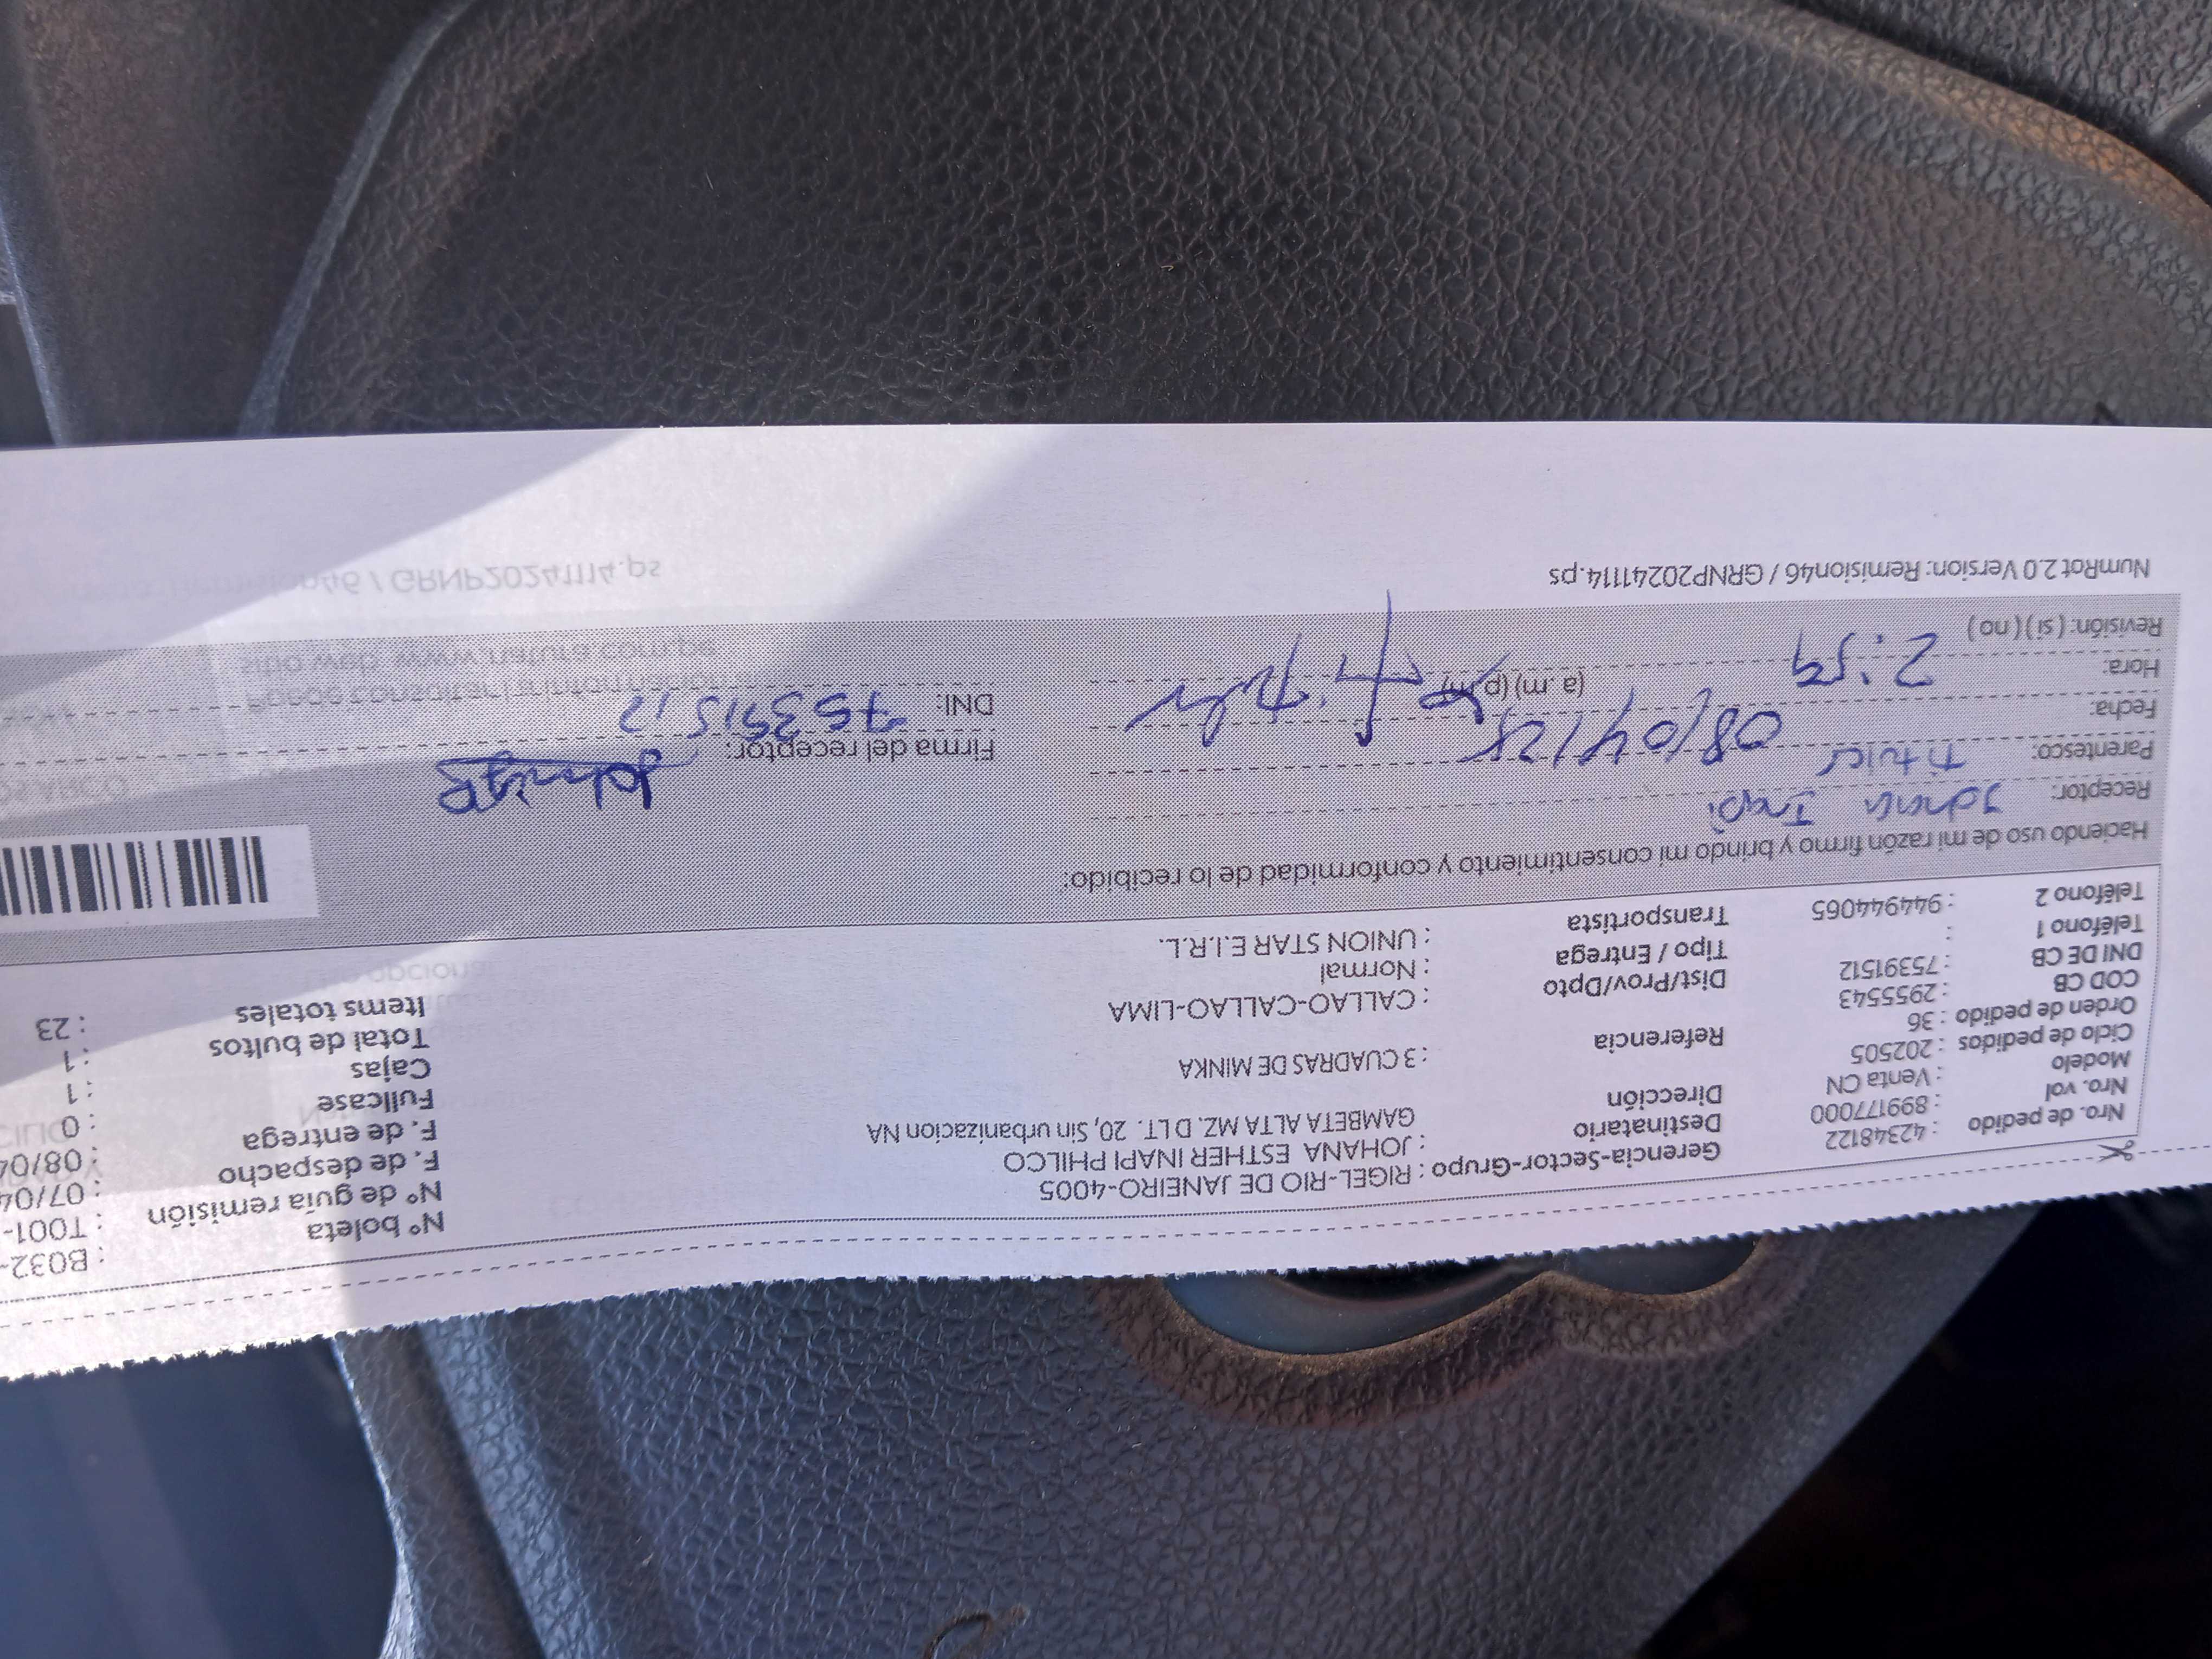 Nro. de pedido : 42348122
Nro. vol : 899177000
Modelo : Venta CN
Ciclo de pedidos : 202505
Orden de pedido : 36
COD CB : 2955543
DNI DE CB : 75391512
Teléfono 1 :
Teléfono 2 : 944944065
Gerencia-Sector-Grupo : RIGEL-RIO DE JANEIRO-4005
Destinatario : JOHANA ESTHER INAPI PHILCO
Dirección GAMBETA ALTA MZ. D LT. 20, Sin urbanizacion NA
Referencia : 3 CUADRAS DE MINKA
Dist/Prov/Dpto : CALLAO-CALLAO-LIMA
Tipo / Entrega : Normal
Transportista : UNION STAR E.I.R.L.
N° boleta : B032-
N° de guía remisión : T001-
F. de despacho : 07/04
F. de entrega : 08/04
Fullcase : 0
Cajas : 1
Total de bultos : 1
Items totales : 23
Haciendo uso de mi razón firmo y brindo mi consentimiento y conformidad de lo recibido:
Receptor: Johana Inapi
Parentesco: Titular
Fecha: 08/04/25
Hora: 2:59 (a. m) (p. m)
Revisión: ( si ) ( no )
Firma del receptor:
DNI: 75391512
NumRot 2.0 Version: Remision46 / GRNP20241114.ps